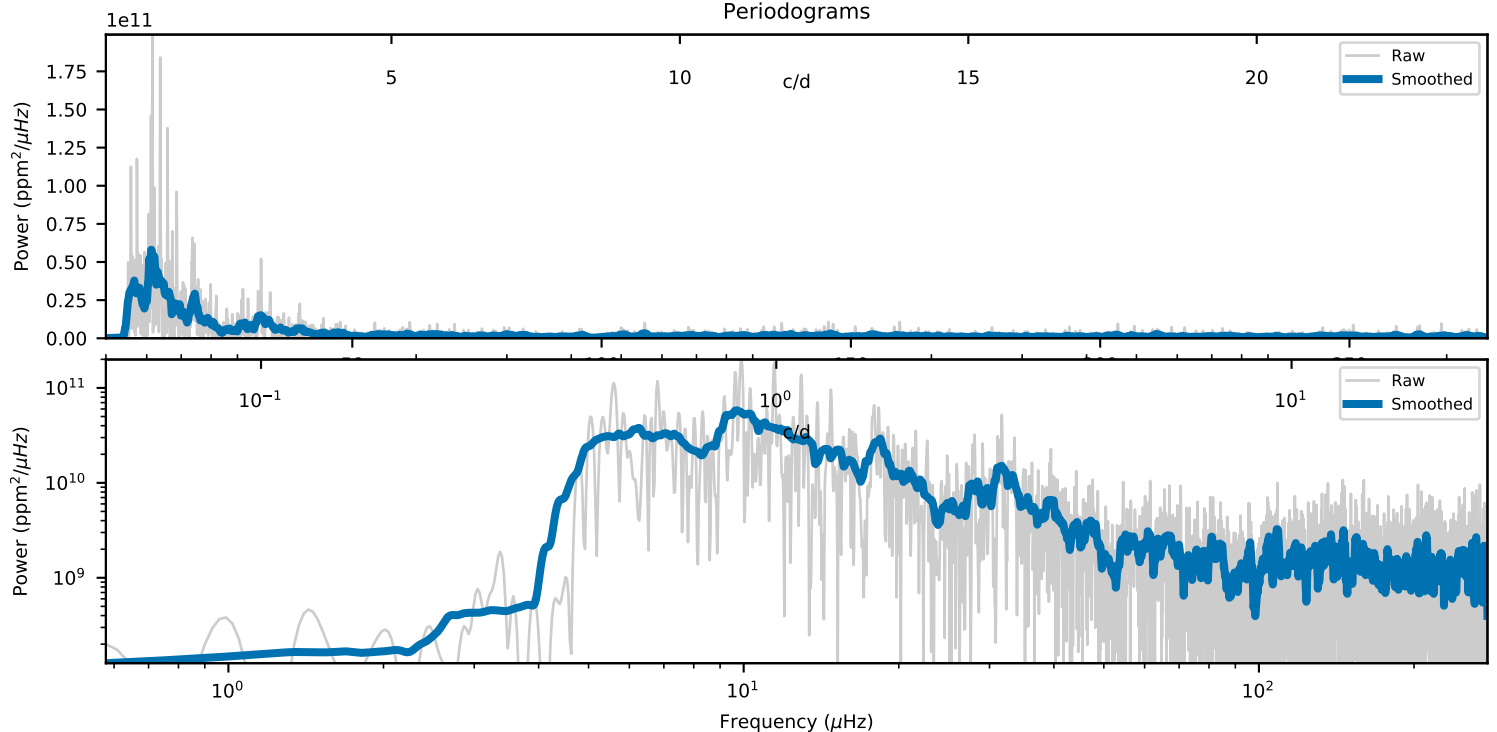 Periodograms
1e11
5 10 15 20
c/d
Raw
Smoothed
1.75
1.50
1.25
1.00
0.75
0.50
0.25
0.00
Power (ppm²/μHz)
10⁻¹ 10⁰ 10¹
c/d
Raw
Smoothed
10¹¹
10¹⁰
10⁹
Power (ppm²/μHz)
10⁰ 10¹ 10²
Frequency (μHz)